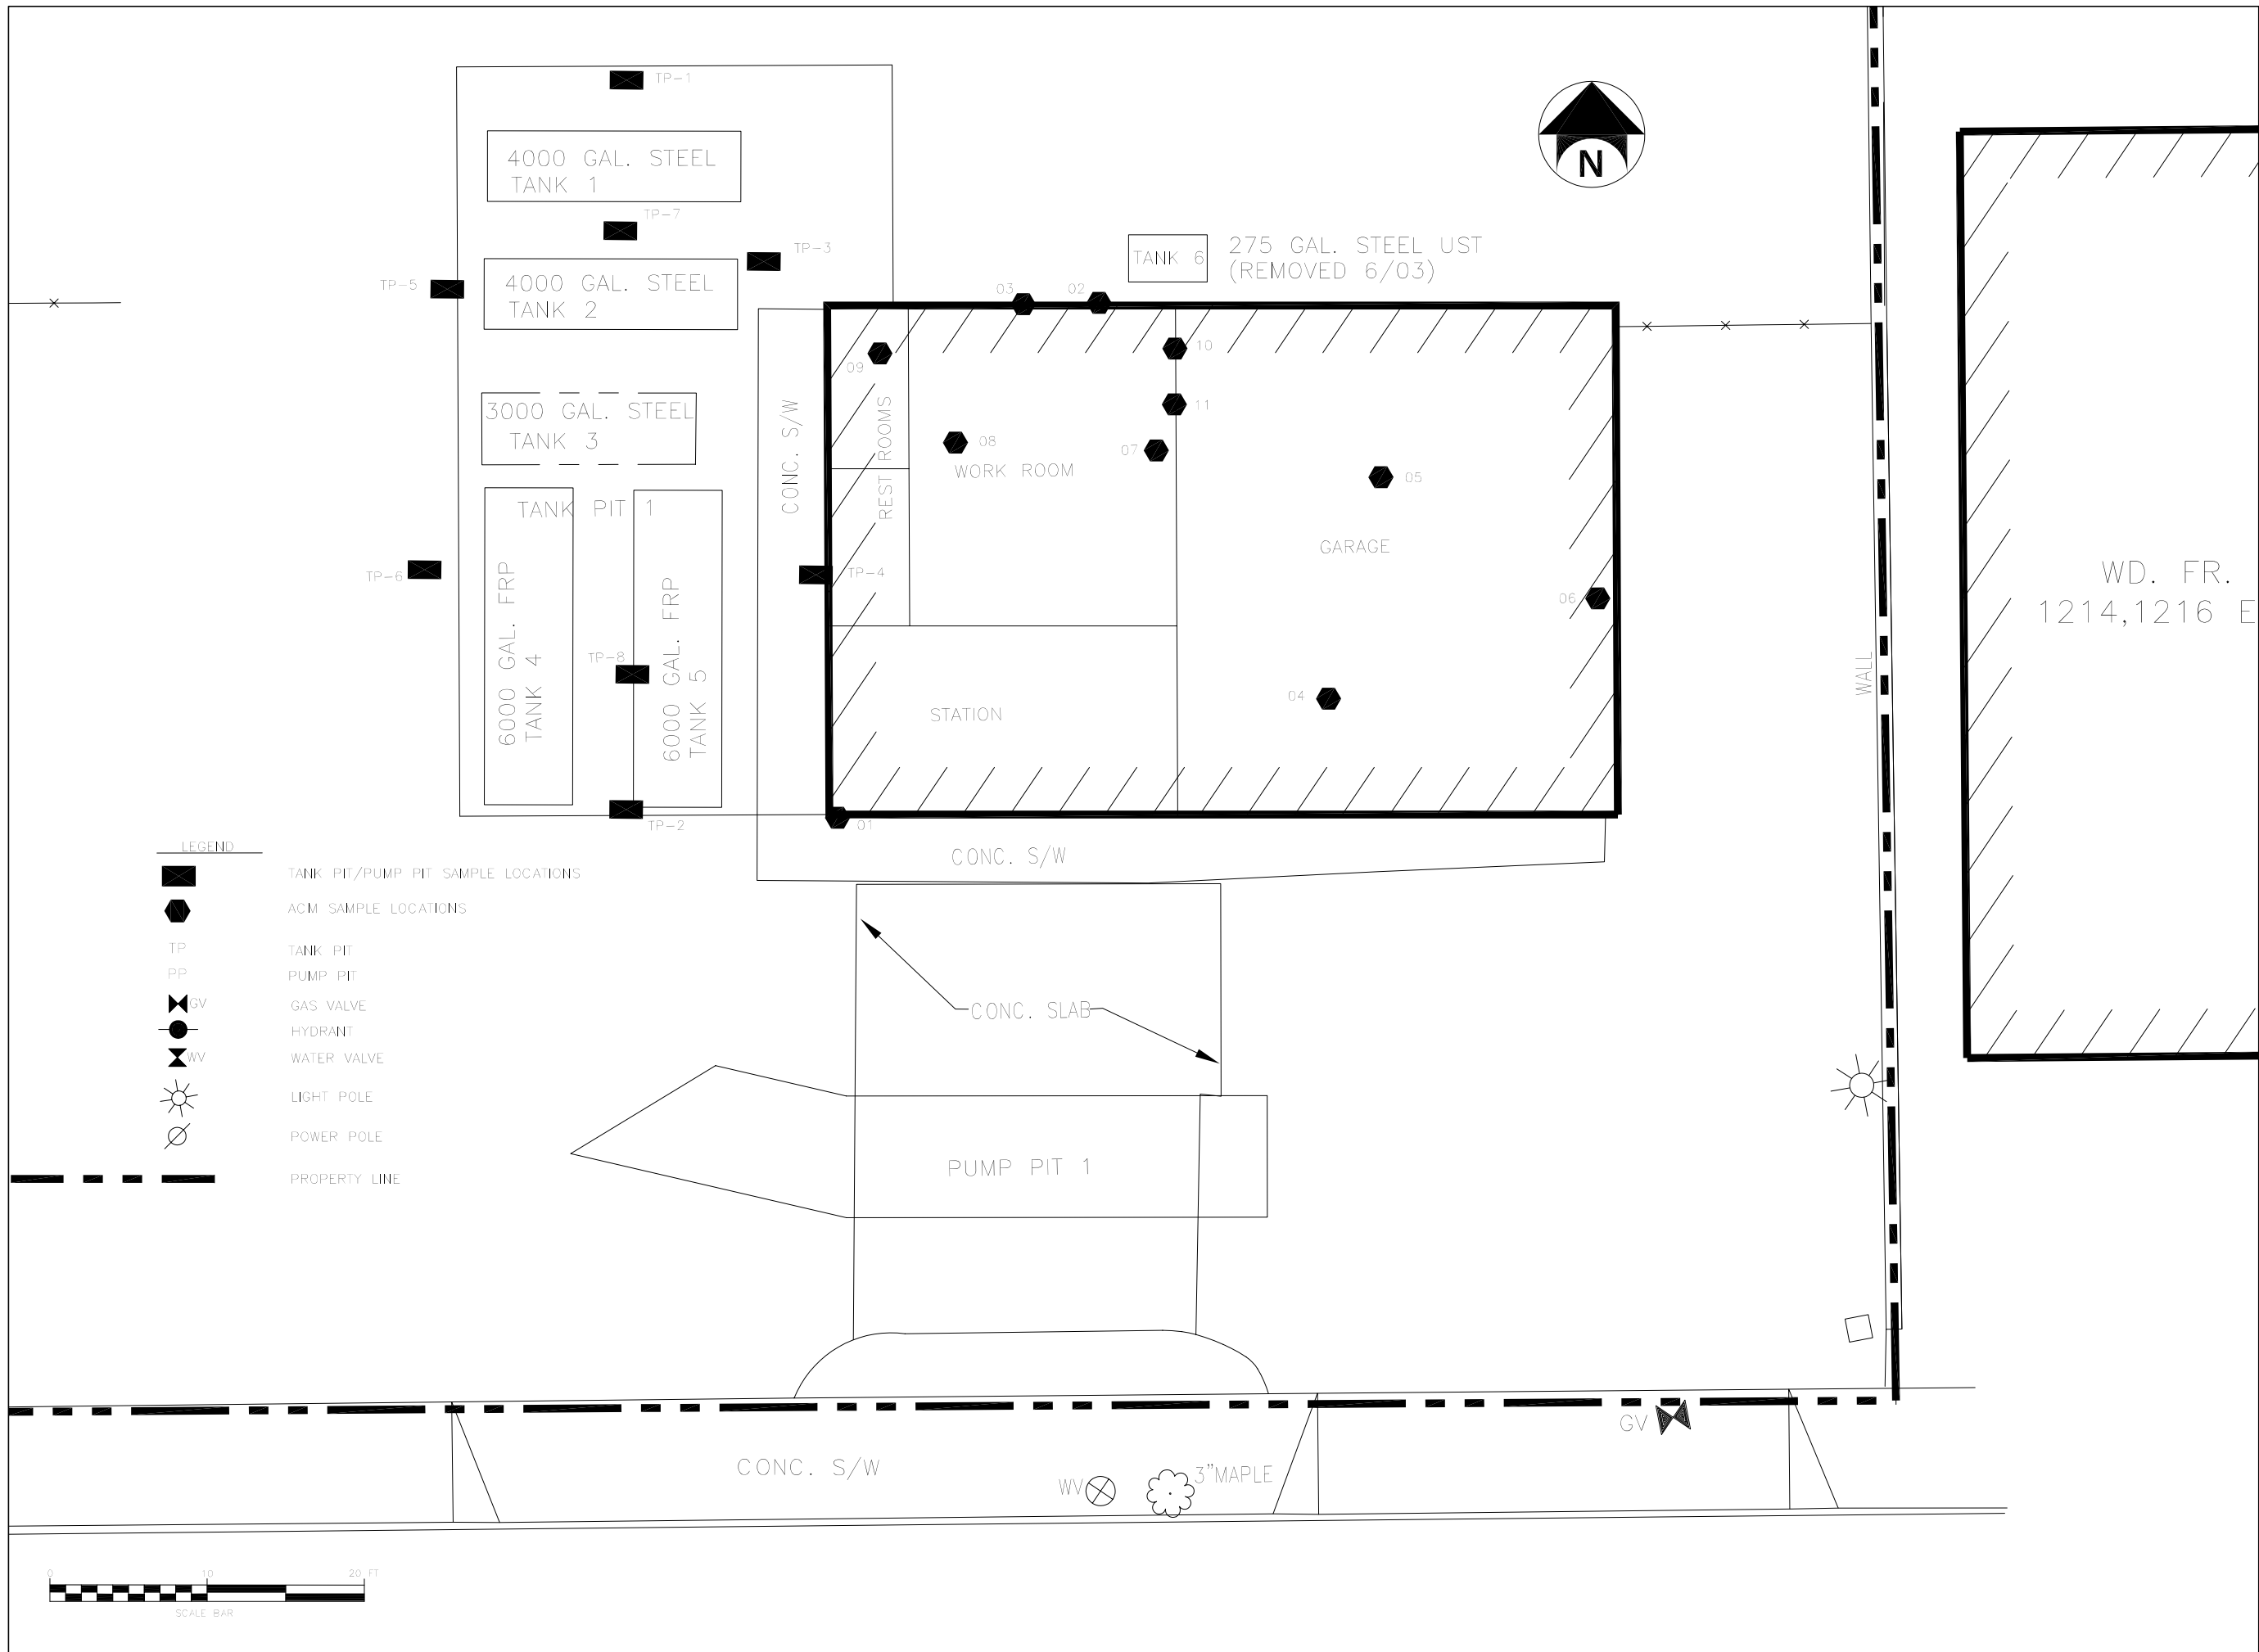 TP-1
4000 GAL. STEEL
TANK 1
TP-7
TP-3
TP-5
4000 GAL. STEEL
TANK 2
3000 GAL. STEEL
TANK 3
TANK PIT 1
TP-6
6000 GAL. FRP
TANK 4
TP-8
6000 GAL. FRP
TANK 5
TP-2
TP-4
CONC. S/W
N
TANK 6
275 GAL. STEEL UST
(REMOVED 6/03)
03
02
09
10
11
REST ROOMS
08
WORK ROOM
07
05
GARAGE
06
04
STATION
01
CONC. S/W
WALL
WD. FR.
1214,1216 E
LEGEND
TANK PIT/PUMP PIT SAMPLE LOCATIONS
ACM SAMPLE LOCATIONS
TP TANK PIT
PP PUMP PIT
GV GAS VALVE
HYDRANT
WV WATER VALVE
LIGHT POLE
POWER POLE
PROPERTY LINE
CONC. SLAB
PUMP PIT 1
GV
CONC. S/W
WV
3"MAPLE
0 10 20 FT
SCALE BAR